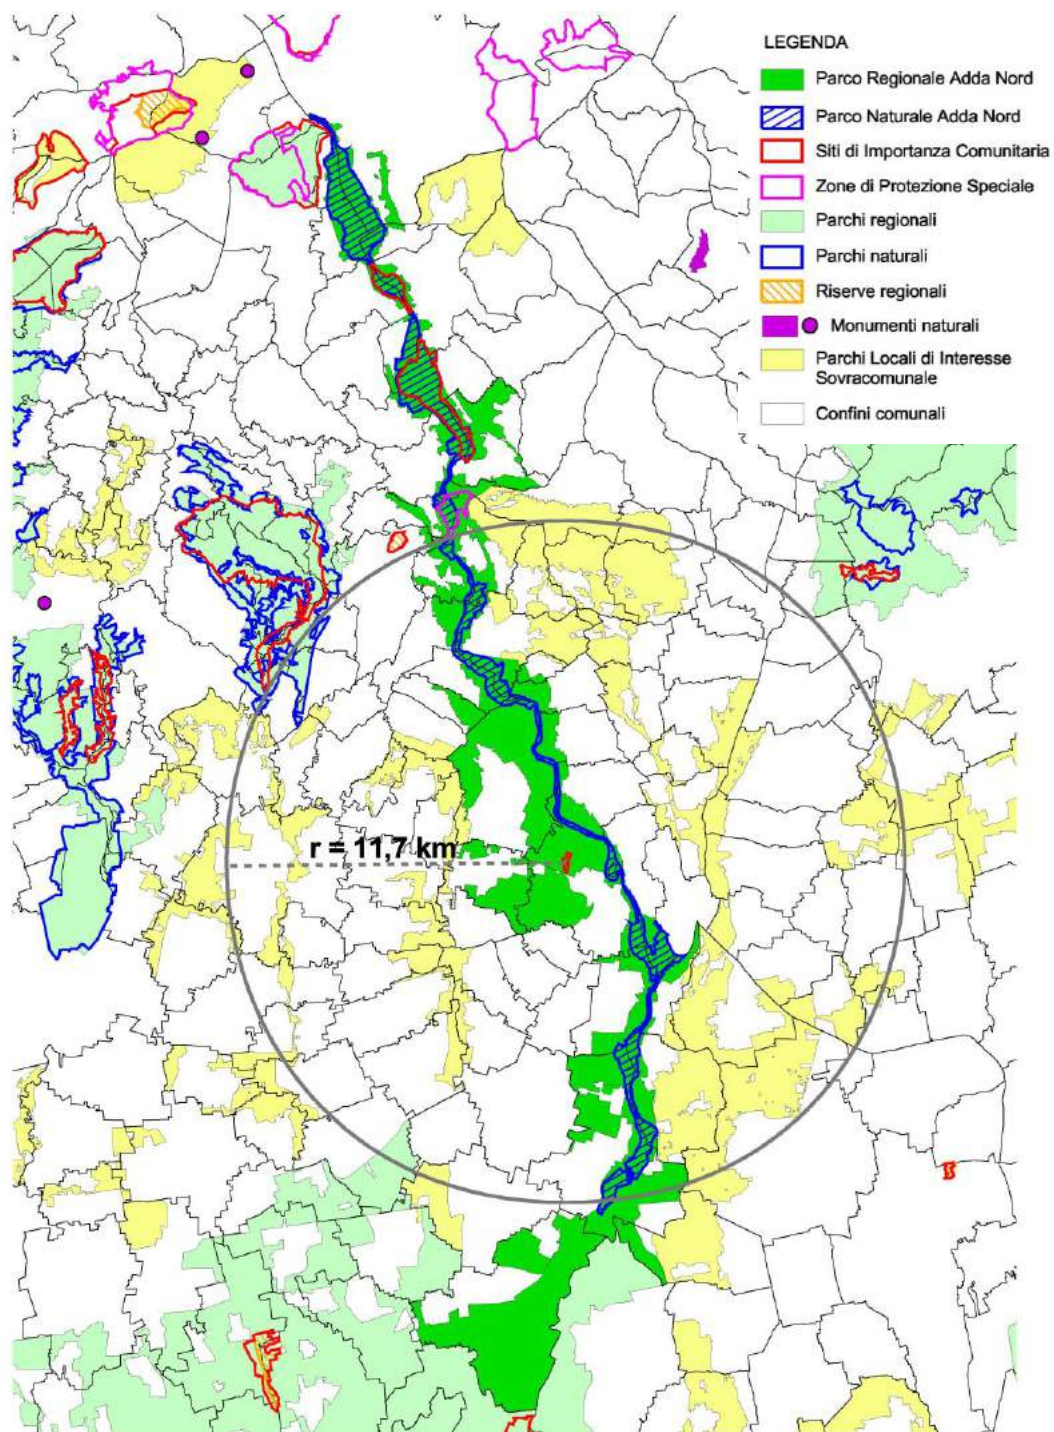 LEGENDA
Parco Regionale Adda Nord
Parco Naturale Adda Nord
Siti di Importanza Comunitaria
Zone di Protezione Speciale
Parchi regionali
Parchi naturali
Riserve regionali
Monumenti naturali
Parchi Locali di Interesse
Sovracomunale
Confini comunali
r = 11,7 km